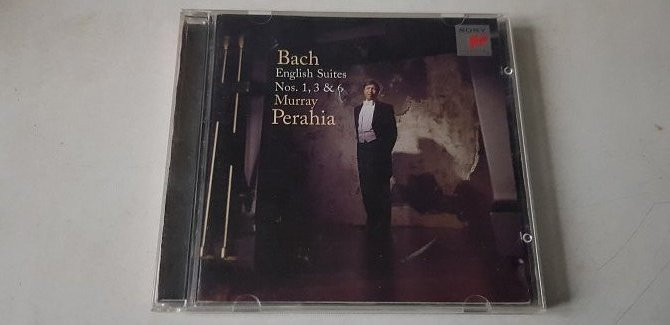 SONY
Bach
English Suites
Nos. 1, 3 & 6
Murray
Perahia